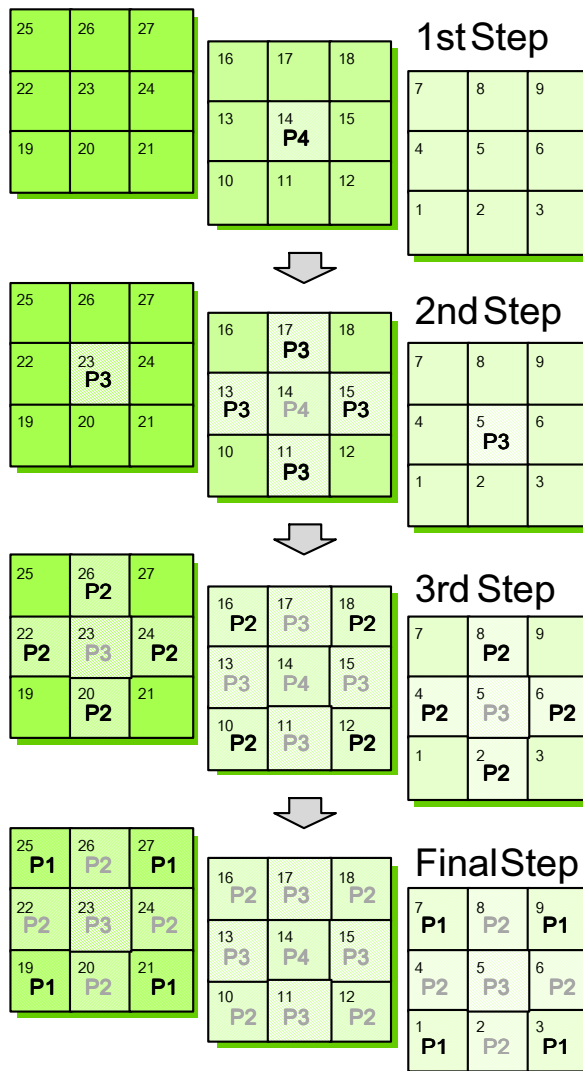 1st Step
25 26 27
22 23 24
19 20 21
16 17 18
13 14 15
P4
10 11 12
7 8 9
4 5 6
1 2 3
2nd Step
25 26 27
22 23 24
P3
19 20 21
16 17 18
P3
13 14 15
P3 P4 P3
10 11 12
P3
7 8 9
4 5 6
P3
1 2 3
3rd Step
25 26 27
P2
22 23 24
P2 P3 P2
19 20 21
P2
16 17 18
P2 P3 P2
13 14 15
P3 P4 P3
10 11 12
P2 P3 P2
7 8 9
P2
4 5 6
P2 P3 P2
1 2 3
P2
Final Step
25 26 27
P1 P2 P1
22 23 24
P2 P3 P2
19 20 21
P1 P2 P1
16 17 18
P2 P3 P2
13 14 15
P3 P4 P3
10 11 12
P2 P3 P2
7 8 9
P1 P2 P1
4 5 6
P2 P3 P2
1 2 3
P1 P2 P1